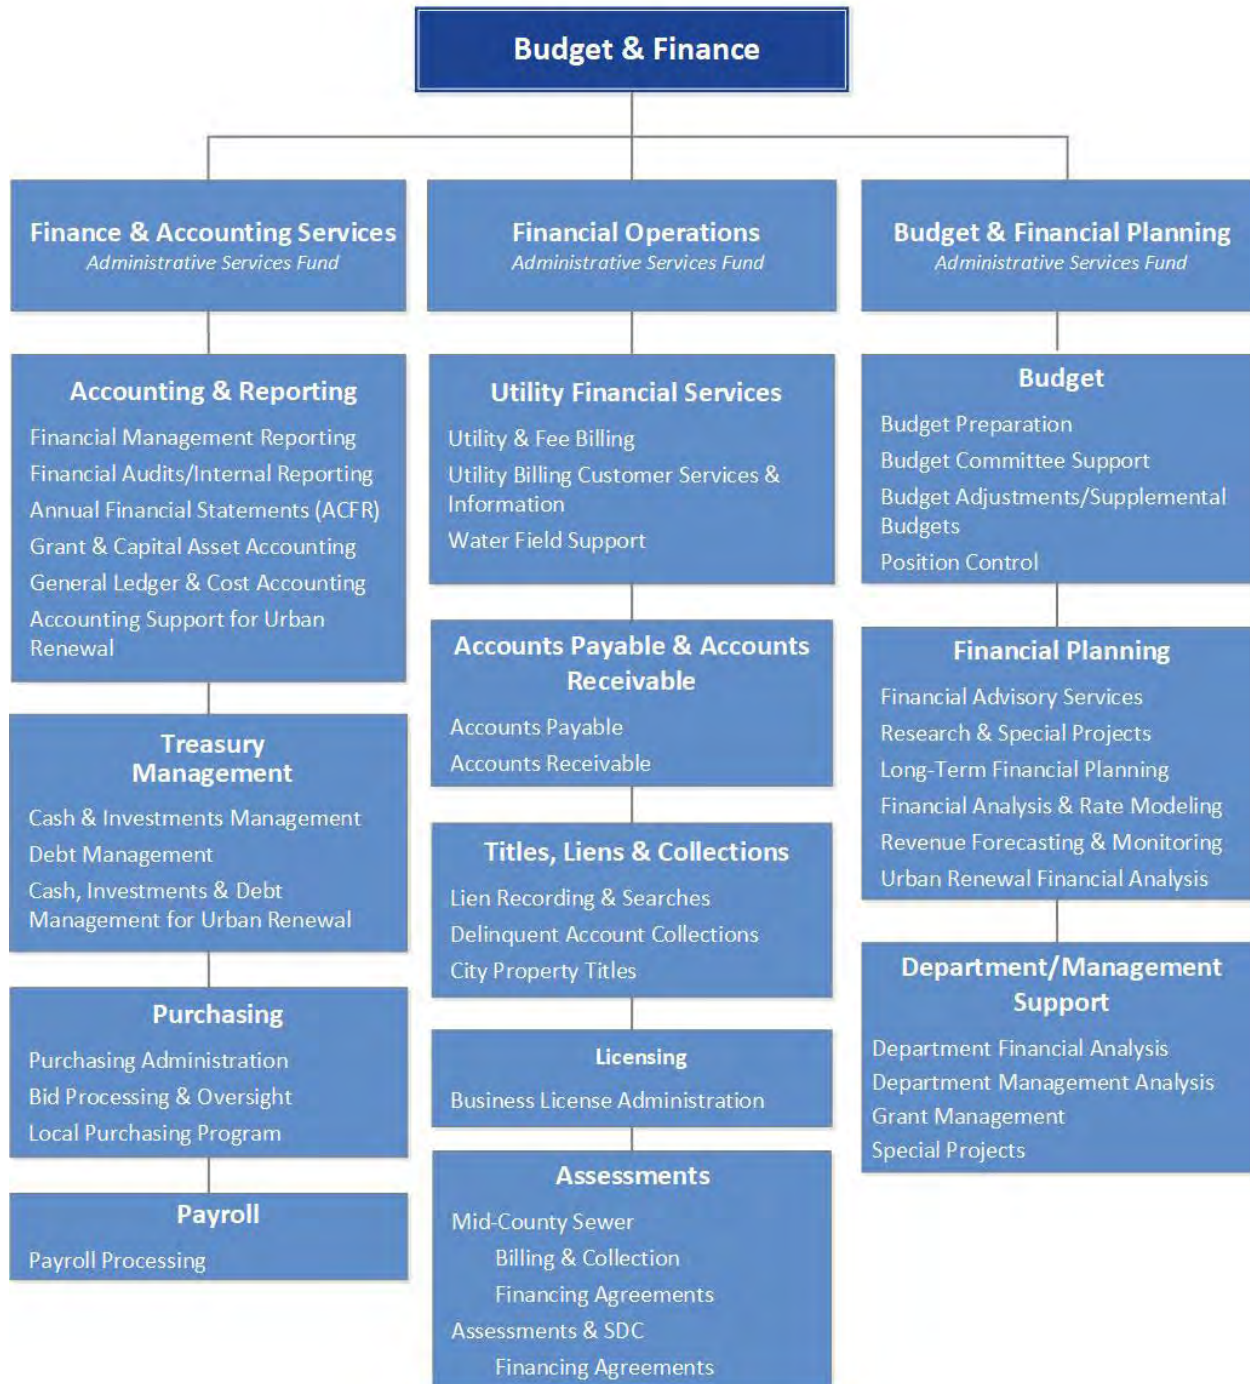 Budget & Finance
Finance & Accounting Services
Administrative Services Fund
Accounting & Reporting
Financial Management Reporting
Financial Audits/Internal Reporting
Annual Financial Statements (ACFR)
Grant & Capital Asset Accounting
General Ledger & Cost Accounting
Accounting Support for Urban
Renewal
Treasury
Management
Cash & Investments Management
Debt Management
Cash, Investments & Debt
Management for Urban Renewal
Purchasing
Purchasing Administration
Bid Processing & Oversight
Local Purchasing Program
Payroll
Payroll Processing
Financial Operations
Administrative Services Fund
Utility Financial Services
Utility & Fee Billing
Utility Billing Customer Services &
Information
Water Field Support
Accounts Payable & Accounts
Receivable
Accounts Payable
Accounts Receivable
Titles, Liens & Collections
Lien Recording & Searches
Delinquent Account Collections
City Property Titles
Licensing
Business License Administration
Assessments
Mid-County Sewer
Billing & Collection
Financing Agreements
Assessments & SDC
Financing Agreements
Budget & Financial Planning
Administrative Services Fund
Budget
Budget Preparation
Budget Committee Support
Budget Adjustments/Supplemental
Budgets
Position Control
Financial Planning
Financial Advisory Services
Research & Special Projects
Long-Term Financial Planning
Financial Analysis & Rate Modeling
Revenue Forecasting & Monitoring
Urban Renewal Financial Analysis
Department/Management
Support
Department Financial Analysis
Department Management Analysis
Grant Management
Special Projects